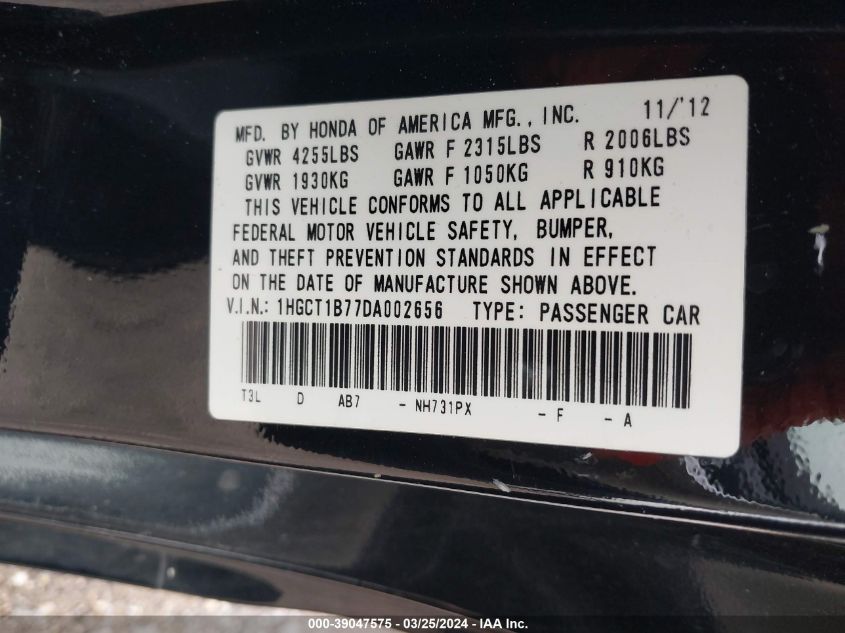 MFD. BY HONDA OF AMERICA MFG., INC. 11/'12
GVWR 4255LBS GAWR F 2315LBS R 2006LBS
GVWR 1930KG GAWR F 1050KG R 910KG
THIS VEHICLE CONFORMS TO ALL APPLICABLE
FEDERAL MOTOR VEHICLE SAFETY, BUMPER,
AND THEFT PREVENTION STANDARDS IN EFFECT
ON THE DATE OF MANUFACTURE SHOWN ABOVE.
V.I.N.: 1HGCT1B77DA002656 TYPE: PASSENGER CAR
T3L D AB7 - NH731PX - F - A
000-39047575 - 03/25/2024 - IAA Inc.